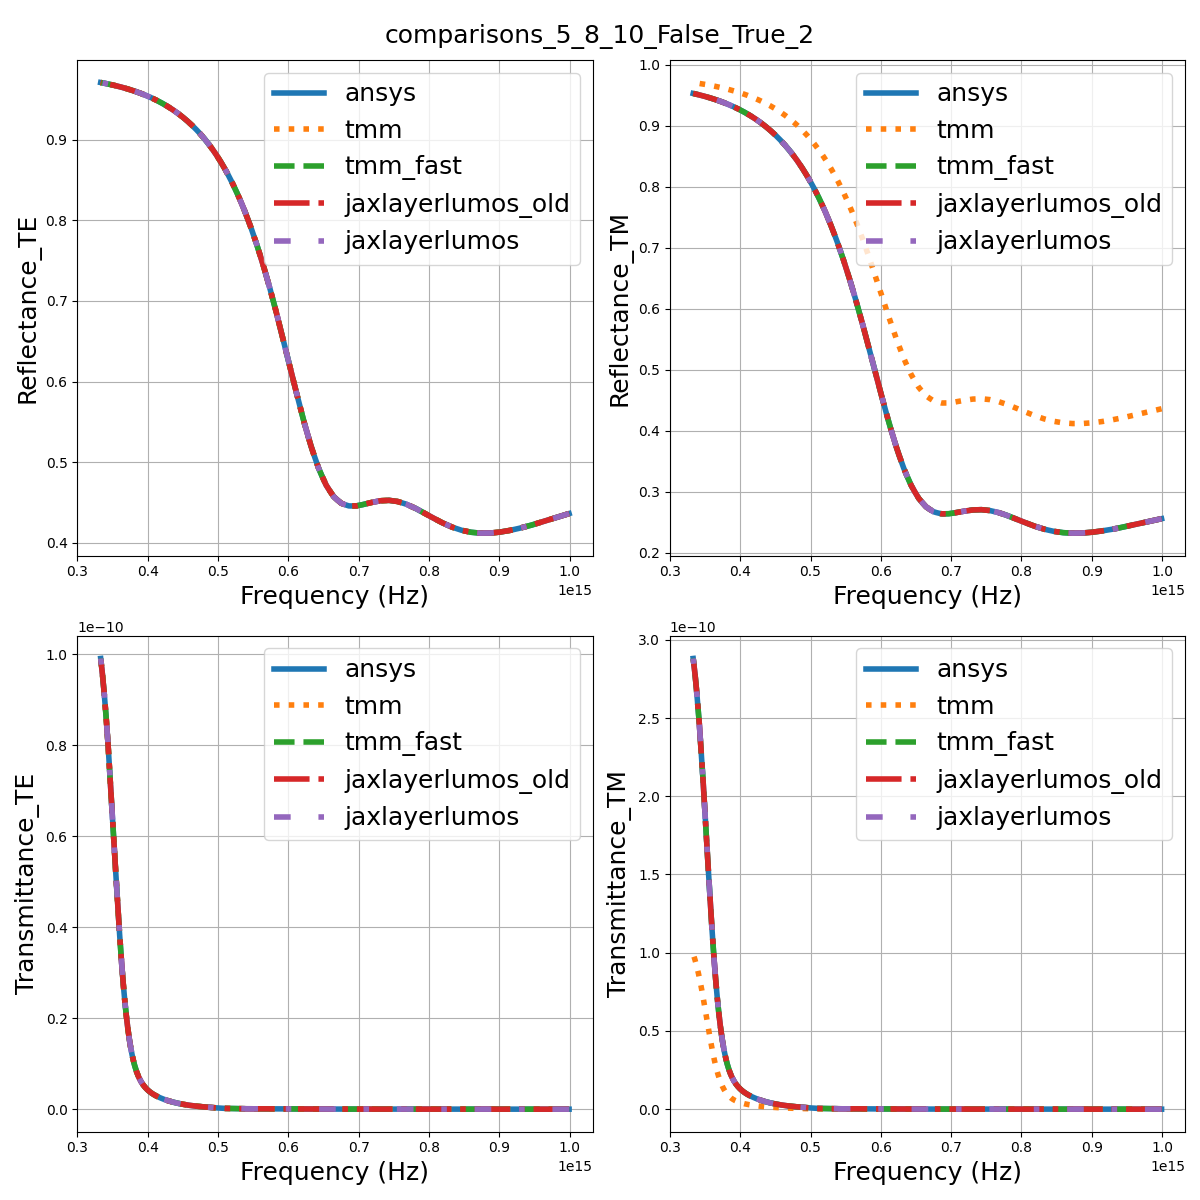 comparisons_5_8_10_False_True_2
Reflectance_TE
0.9
0.8
0.7
0.6
0.5
0.4
ansys
tmm
tmm_fast
jaxlayerlumos_old
jaxlayerlumos
0.3 0.4 0.5 0.6 0.7 0.8 0.9 1.0
1e15
Frequency (Hz)
Reflectance_TM
1.0
0.9
0.8
0.7
0.6
0.5
0.4
0.3
0.2
ansys
tmm
tmm_fast
jaxlayerlumos_old
jaxlayerlumos
0.3 0.4 0.5 0.6 0.7 0.8 0.9 1.0
1e15
Frequency (Hz)
1e−10
Transmittance_TE
1.0
0.8
0.6
0.4
0.2
0.0
ansys
tmm
tmm_fast
jaxlayerlumos_old
jaxlayerlumos
0.3 0.4 0.5 0.6 0.7 0.8 0.9 1.0
1e15
Frequency (Hz)
1e−10
Transmittance_TM
3.0
2.5
2.0
1.5
1.0
0.5
0.0
ansys
tmm
tmm_fast
jaxlayerlumos_old
jaxlayerlumos
0.3 0.4 0.5 0.6 0.7 0.8 0.9 1.0
1e15
Frequency (Hz)